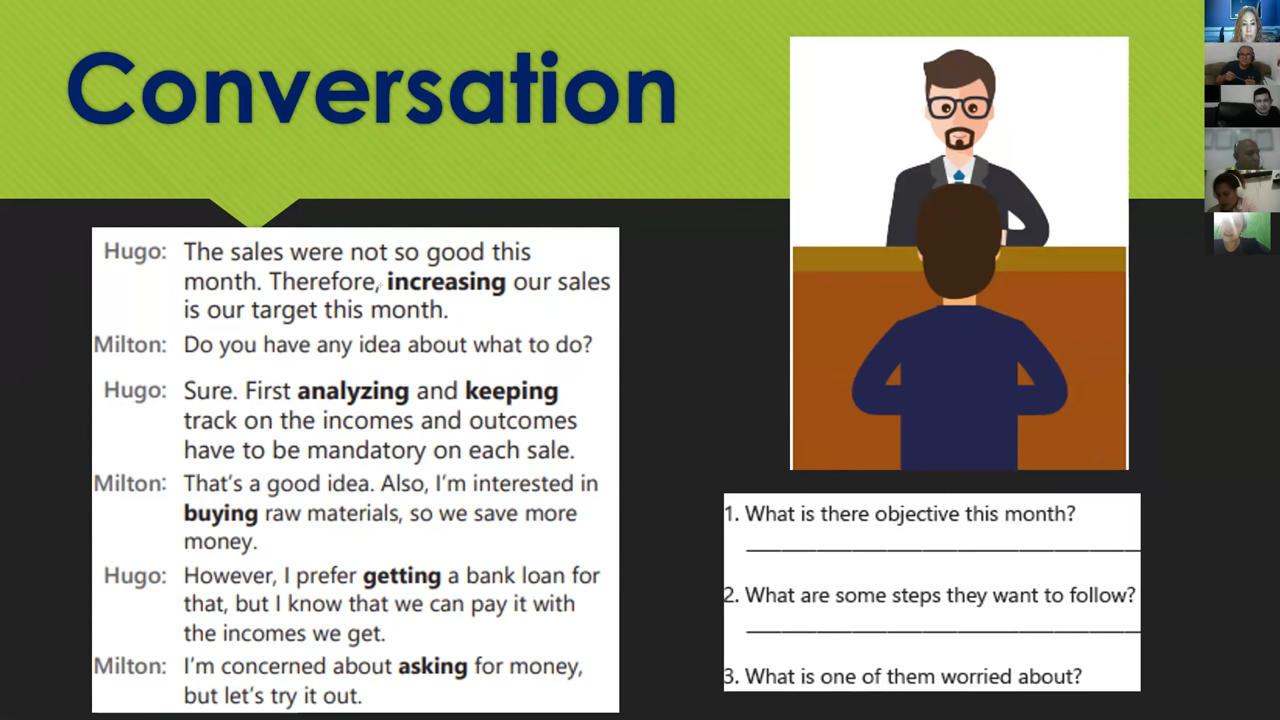 Conversation
Hugo: The sales were not so good this
month. Therefore, increasing our sales
is our target this month.
Milton: Do you have any idea about what to do?
Hugo: Sure. First analyzing and keeping
track on the incomes and outcomes
have to be mandatory on each sale.
Milton: That's a good idea. Also, I'm interested in
buying raw materials, so we save more
money.
Hugo: However, I prefer getting a bank loan for
that, but I know that we can pay it with
the incomes we get.
Milton: I'm concerned about asking for money,
but let's try it out.
1. What is there objective this month?
2. What are some steps they want to follow?
3. What is one of them worried about?